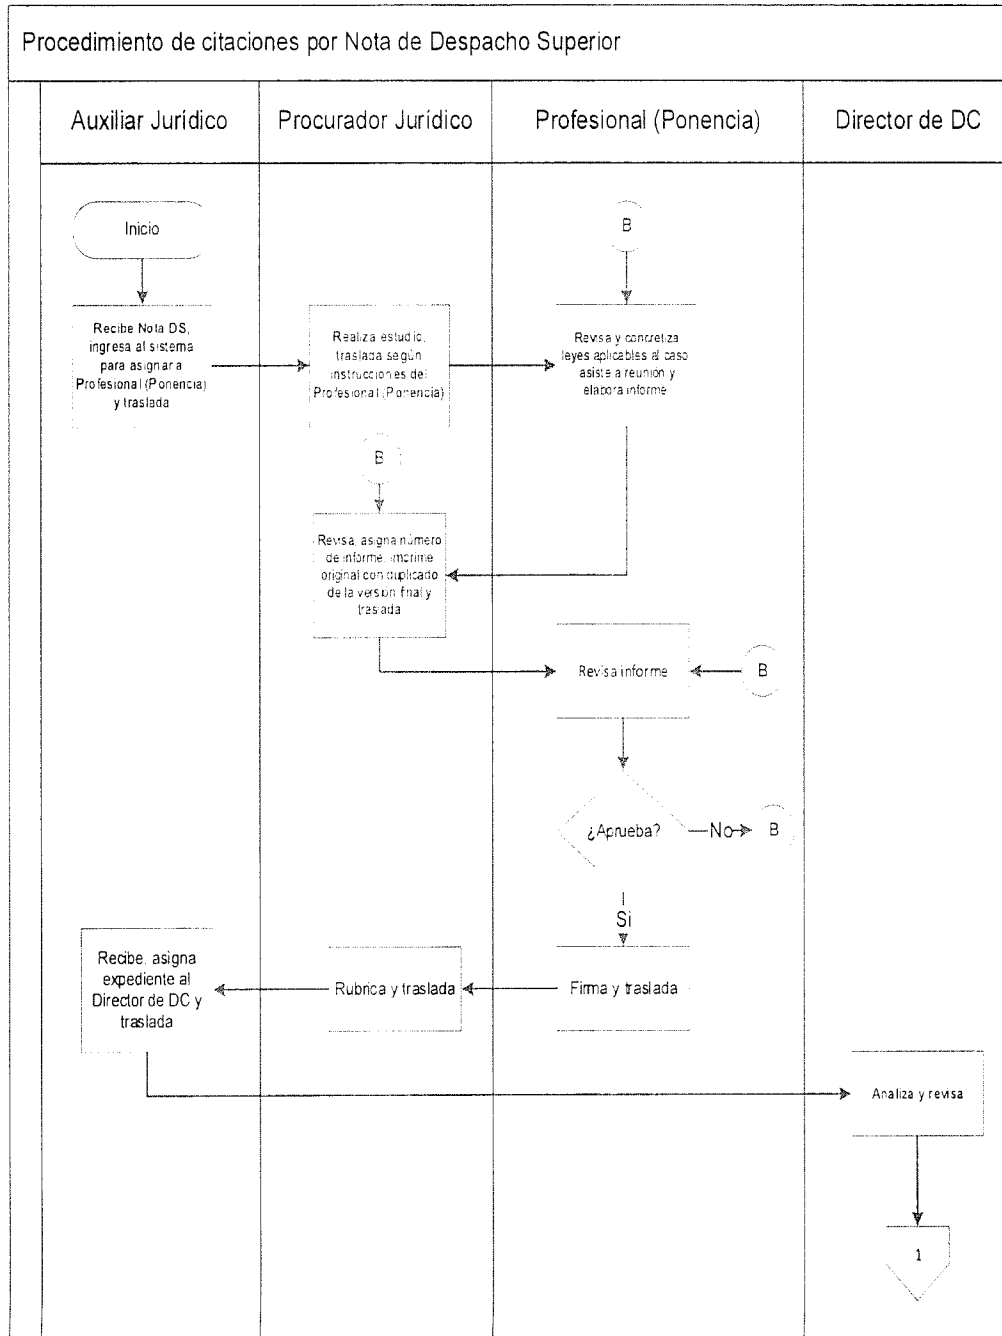 Procedimiento de citaciones por Nota de Despacho Superior
Auxiliar Jurídico
Procurador Jurídico
Profesional (Ponencia)
Director de DC
Inicio
B
Recibe Nota DS,
ingresa al sistema
para asignar a
Profesional (Ponencia)
y traslada
Realiza estudio,
traslada según
instrucciones del
Profesional (Ponencia)
Revisa y concretiza
leyes aplicables al caso
asiste a reunión y
elabora informe
B
Revisa, asigna número
de informe, imprime
original con duplicado
de la versión final y
traslada
Revisa informe
B
¿Aprueba?
No
B
Si
Recibe, asigna
expediente al
Director de DC y
traslada
Rubrica y traslada
Firma y traslada
Analiza y revisa
1